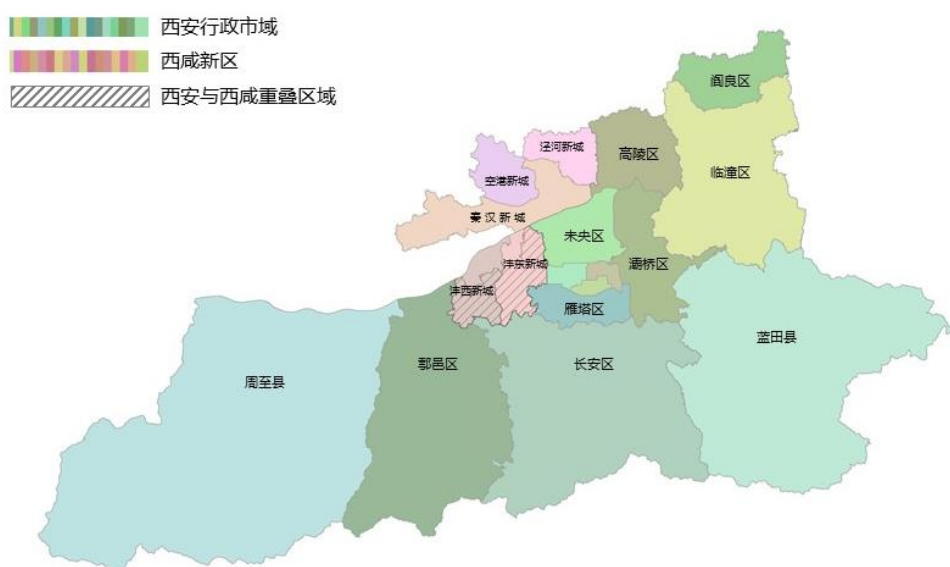 西安行政市域
西咸新区
西安与西咸重叠区域
阎良区
泾河新城
高陵区
临潼区
空港新城
秦汉新城
未央区
灞桥区
沣东新城
沣西新城
雁塔区
蓝田县
鄠邑区
长安区
周至县